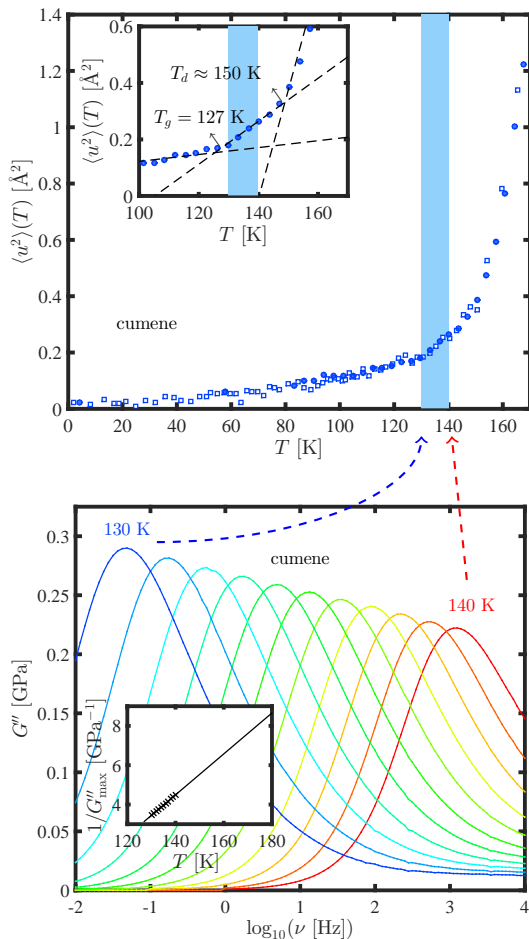 1.4
1.2
1
0.8
0.6
0.4
0.2
0
⟨u²⟩(T) [Å²]
0.6
0.4
0.2
0
⟨u²⟩(T) [Å²]
T_d ≈ 150 K
T_g = 127 K
100 120 140 160
T [K]
cumene
0 20 40 60 80 100 120 140 160
T [K]
0.3
0.25
0.2
0.15
0.1
0.05
0
G″ [GPa]
130 K
cumene
140 K
8
6
4
1/G″max [GPa⁻¹]
120 140 160 180
T [K]
-2 -1 0 1 2 3 4
log₁₀(ν [Hz])